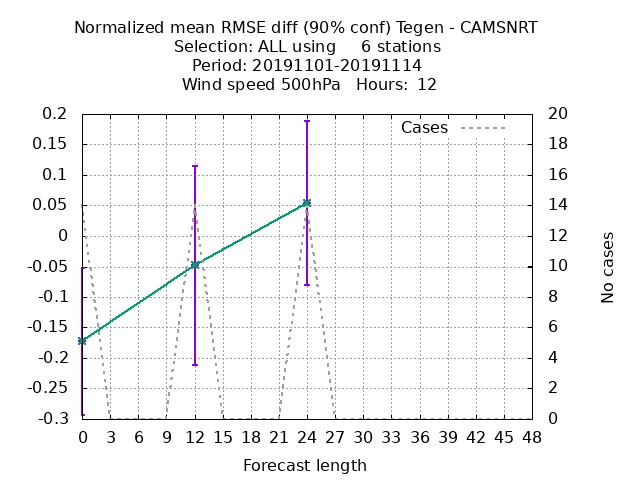 Normalized mean RMSE diff (90% conf) Tegen - CAMSNRT
Selection: ALL using     6 stations
Period: 20191101-20191114
Wind speed 500hPa   Hours:  12
0.2
0.15
0.1
0.05
0
-0.05
-0.1
-0.15
-0.2
-0.25
-0.3
Cases
20
18
16
14
12
10
8
6
4
2
0
No cases
0 3 6 9 12 15 18 21 24 27 30 33 36 39 42 45 48
Forecast length